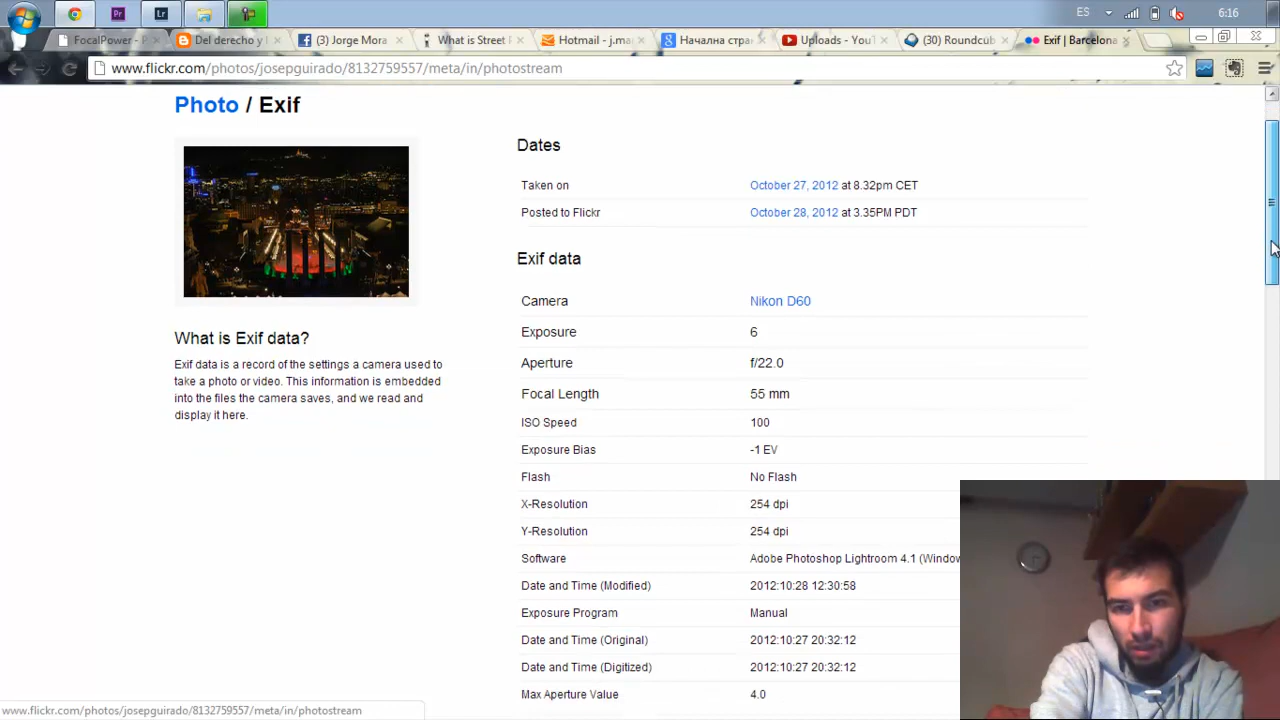 ES 6:16
FocalPower - P
Del derecho y l
(3) Jorge Mora
What is Street P
Hotmail - j.ma
Начална стра
Uploads - YouT
(30) Roundcub
Exif | Barcelona
www.flickr.com/photos/josepguirado/8132759557/meta/in/photostream
Photo / Exif
Dates
Taken on October 27, 2012 at 8.32pm CET
Posted to Flickr October 28, 2012 at 3.35PM PDT
Exif data
Camera Nikon D60
Exposure 6
Aperture f/22.0
Focal Length 55 mm
ISO Speed 100
Exposure Bias -1 EV
Flash No Flash
X-Resolution 254 dpi
Y-Resolution 254 dpi
Software Adobe Photoshop Lightroom 4.1 (Window
Date and Time (Modified) 2012:10:28 12:30:58
Exposure Program Manual
Date and Time (Original) 2012:10:27 20:32:12
Date and Time (Digitized) 2012:10:27 20:32:12
Max Aperture Value 4.0
What is Exif data?
Exif data is a record of the settings a camera used to
take a photo or video. This information is embedded
into the files the camera saves, and we read and
display it here.
www.flickr.com/photos/josepguirado/8132759557/meta/in/photostream